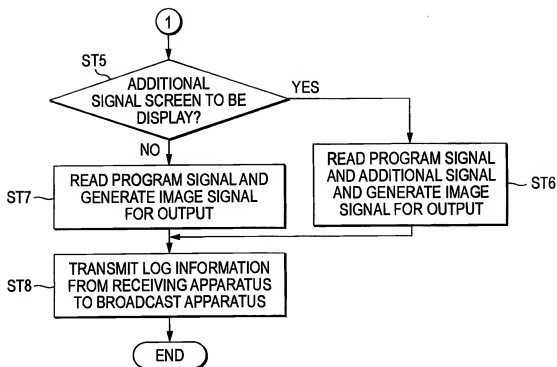 1
ST5
ADDITIONAL
SIGNAL SCREEN TO BE
DISPLAY?
YES
NO
READ PROGRAM SIGNAL AND
GENERATE IMAGE SIGNAL
FOR OUTPUT
ST7
READ PROGRAM SIGNAL
AND ADDITIONAL SIGNAL
AND GENERATE IMAGE
SIGNAL FOR OUTPUT
ST6
TRANSMIT LOG INFORMATION
FROM RECEIVING APPARATUS
TO BROADCAST APPARATUS
ST8
END